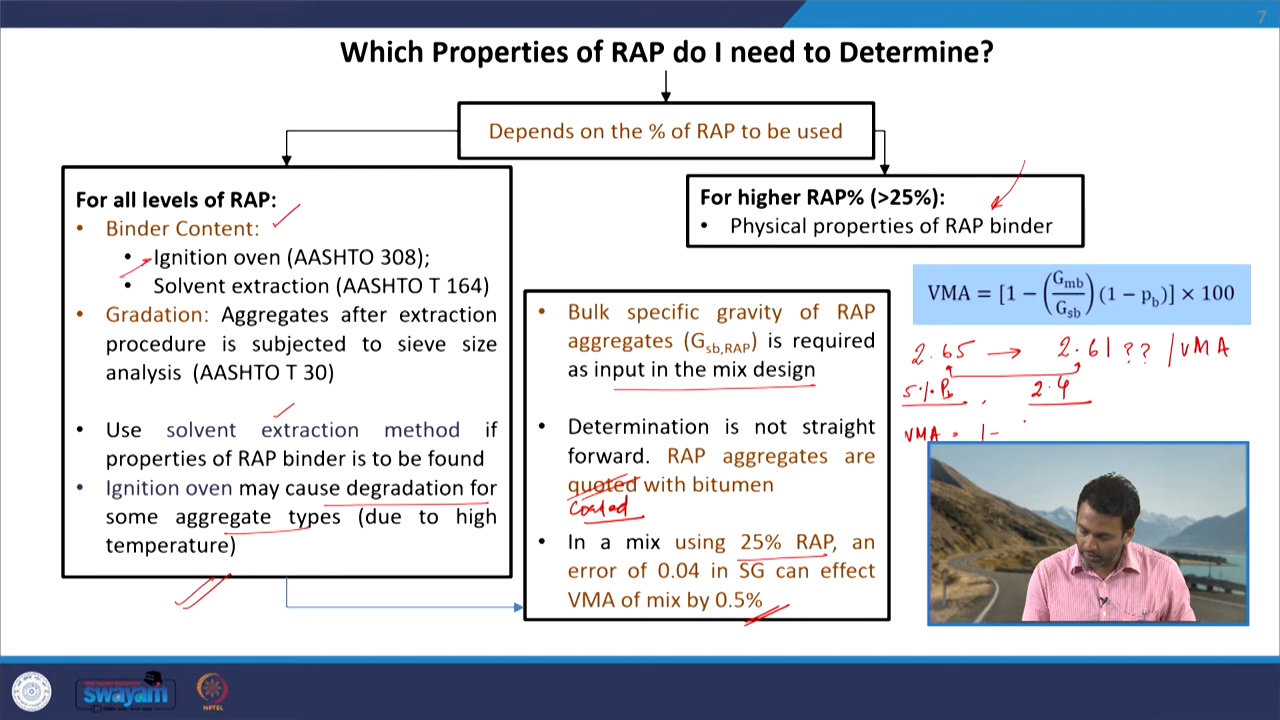 7
Which Properties of RAP do I need to Determine?
Depends on the % of RAP to be used
For all levels of RAP:
• Binder Content:
• Ignition oven (AASHTO 308);
• Solvent extraction (AASHTO T 164)
• Gradation: Aggregates after extraction
procedure is subjected to sieve size
analysis (AASHTO T 30)
• Use solvent extraction method if
properties of RAP binder is to be found
• Ignition oven may cause degradation for
some aggregate types (due to high
temperature)
For higher RAP% (>25%):
• Physical properties of RAP binder
• Bulk specific gravity of RAP
aggregates (Gsb,RAP) is required
as input in the mix design
• Determination is not straight
forward. RAP aggregates are
quoted with bitumen
Coated
• In a mix using 25% RAP, an
error of 0.04 in SG can effect
VMA of mix by 0.5%
VMA = [1 − (Gmb/Gsb)(1 − pb)] × 100
2.65 → 2.61 ?? / VMA
5% Pb , 2.4
VMA = 1-
swayam
NPTEL